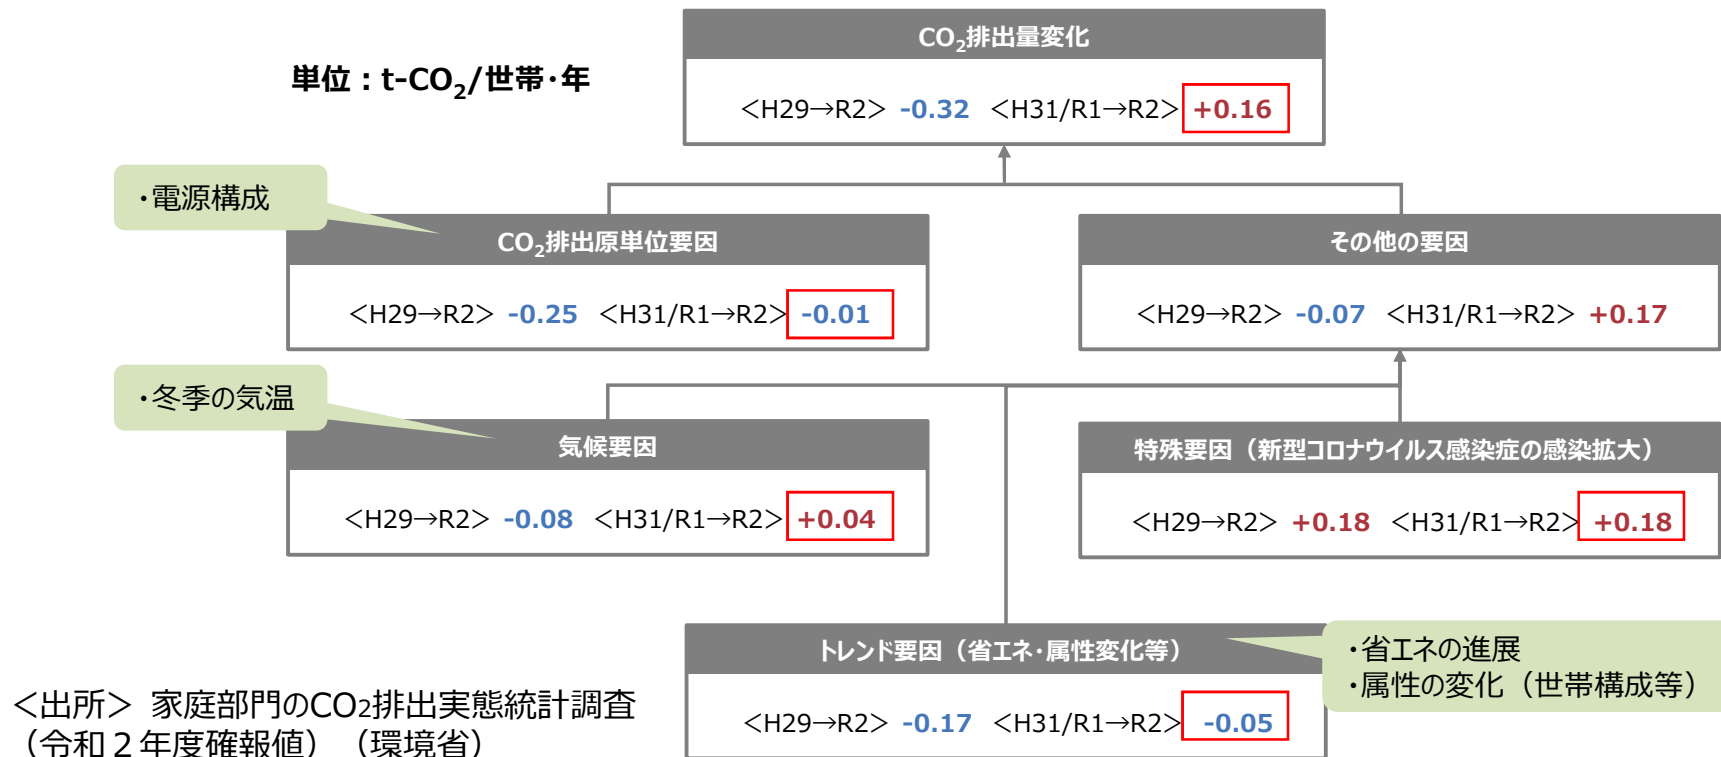 CO₂排出量変化
単位：t-CO₂/世帯・年
＜H29→R2＞ -0.32 ＜H31/R1→R2＞ +0.16
・電源構成
CO₂排出原単位要因
＜H29→R2＞ -0.25 ＜H31/R1→R2＞ -0.01
その他の要因
＜H29→R2＞ -0.07 ＜H31/R1→R2＞ +0.17
・冬季の気温
気候要因
＜H29→R2＞ -0.08 ＜H31/R1→R2＞ +0.04
特殊要因（新型コロナウイルス感染症の感染拡大）
＜H29→R2＞ +0.18 ＜H31/R1→R2＞ +0.18
トレンド要因（省エネ・属性変化等）
＜H29→R2＞ -0.17 ＜H31/R1→R2＞ -0.05
・省エネの進展
・属性の変化（世帯構成等）
＜出所＞ 家庭部門のCO2排出実態統計調査
（令和２年度確報値）（環境省）